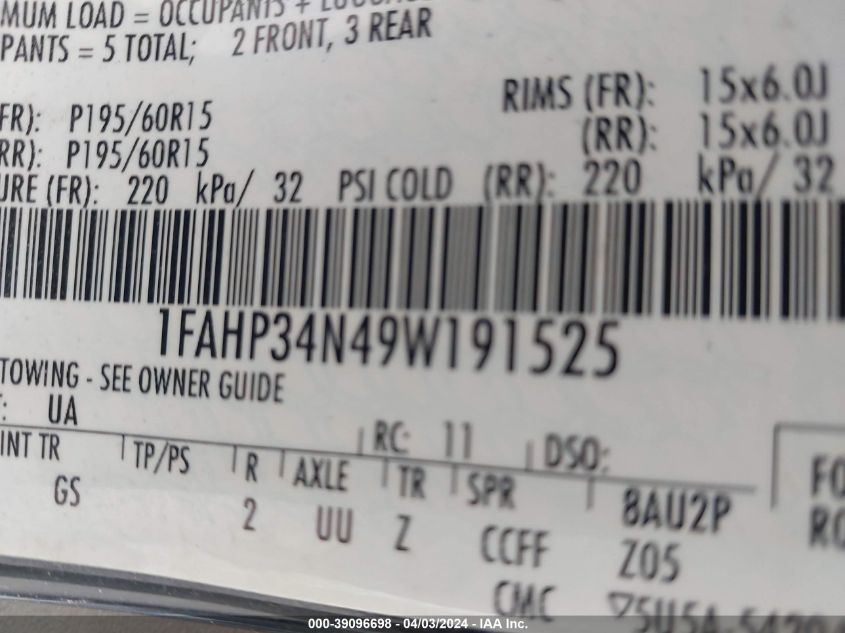 MUM LOAD = OCCUPANTS +
PANTS = 5 TOTAL; 2 FRONT, 3 REAR
FR): P195/60R15 RIMS (FR): 15x6.0J
RR): P195/60R15 (RR): 15x6.0J
URE (FR): 220 kPa/ 32 PSI COLD (RR): 220 kPa/ 32
1FAHP34N49W191525
TOWING - SEE OWNER GUIDE
: UA RC: 11 DSO:
INT TR TP/PS R AXLE TR SPR 8AU2P
GS 2 UU Z CCFF Z05
CMC
000-39096698 - 04/03/2024 - IAA Inc.